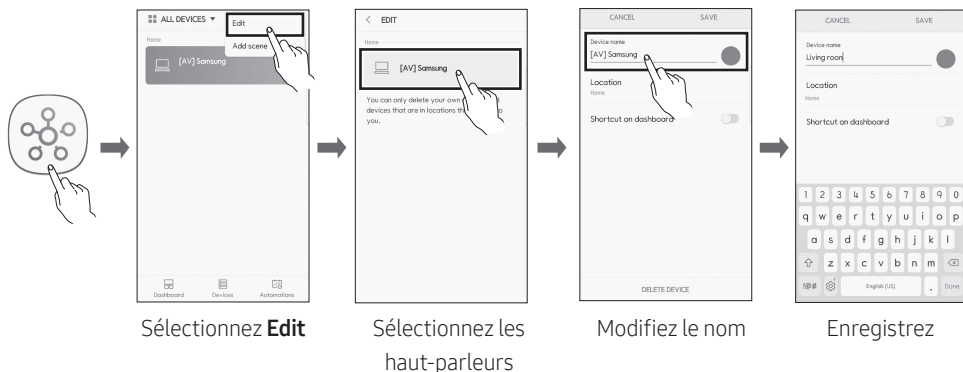 ALL DEVICES ▼
Edit
Add scene
Home
[AV] Samsung
Dashboard
Devices
Automations
Sélectionnez Edit
< EDIT
Home
[AV] Samsung
You can only delete your own
devices that are in locations
you.
Sélectionnez les
haut-parleurs
CANCEL SAVE
Device name
[AV] Samsung
Location
Home
Shortcut on dashboard
DELETE DEVICE
Modifiez le nom
CANCEL SAVE
Device name
Living roon
Location
Home
Shortcut on dashboard
1 2 3 4 5 6 7 8 9 0
q w e r t y u i o p
a s d f g h j k l
z x c v b n m
!@# English (US) . Done
Enregistrez